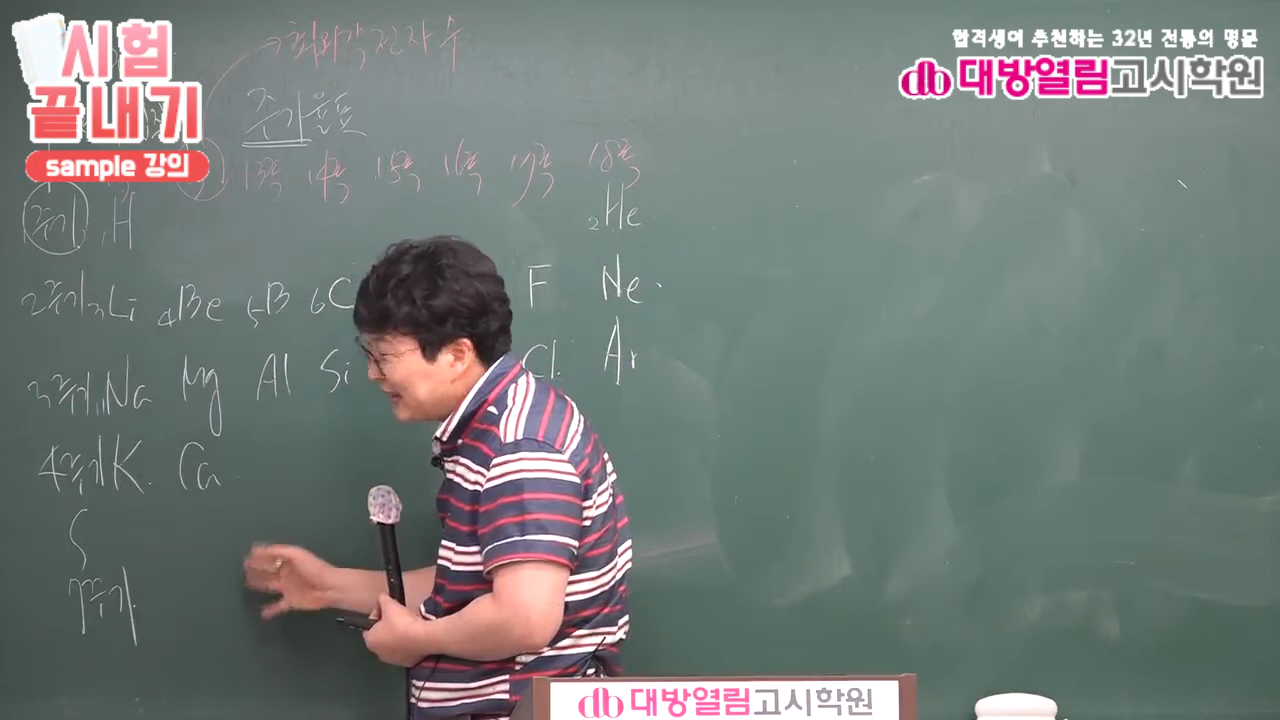 시험
끝내기
sample 강의
합격생이 추천하는 32년 전통의 명문
대방열림고시학원
→ 최외각 전자 수
주기율표
13족 14족 15족 16족 17족 18족
1주기 ₁H ₂He
2주기 ₃Li ₄Be ₅B ₆C F Ne
3주기 ₁₁Na Mg Al Si Cl Ar
4주기 K Ca
7주기
대방열림고시학원